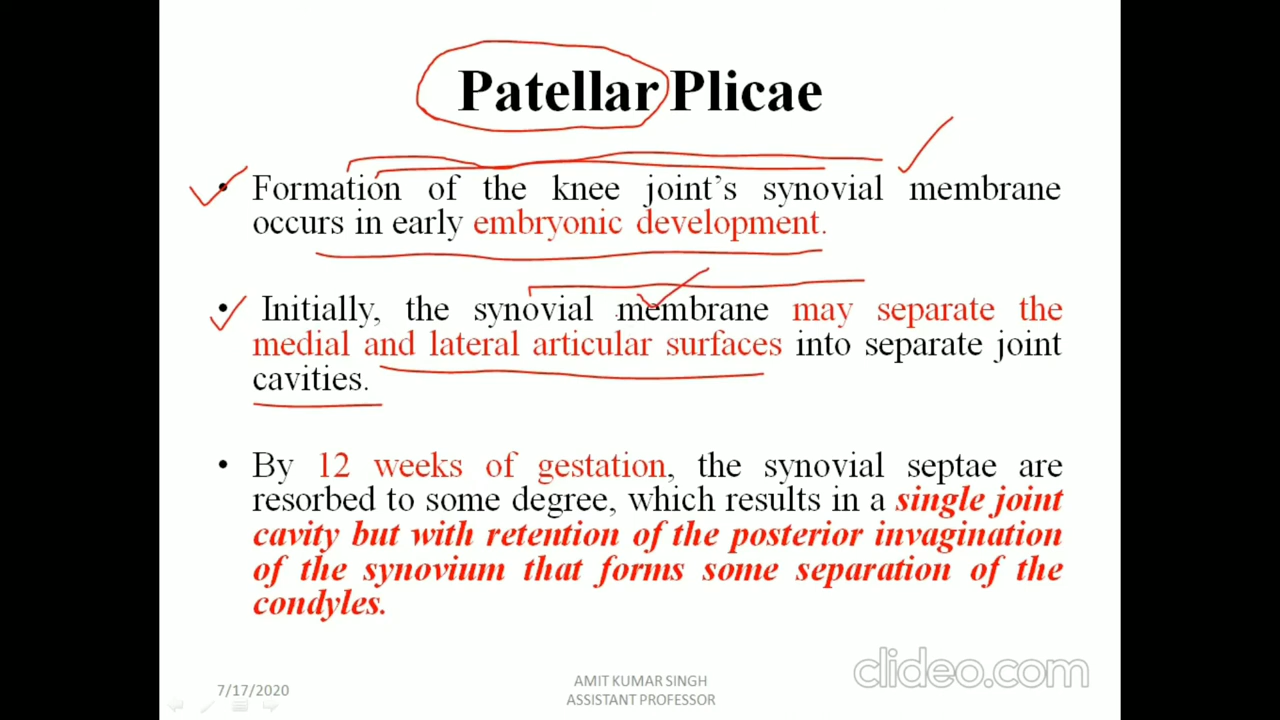 Patellar Plicae
• Formation of the knee joint's synovial membrane
occurs in early embryonic development.
• Initially, the synovial membrane may separate the
medial and lateral articular surfaces into separate joint
cavities.
• By 12 weeks of gestation, the synovial septae are
resorbed to some degree, which results in a single joint
cavity but with retention of the posterior invagination
of the synovium that forms some separation of the
condyles.
7/17/2020
AMIT KUMAR SINGH
ASSISTANT PROFESSOR
clideo.com